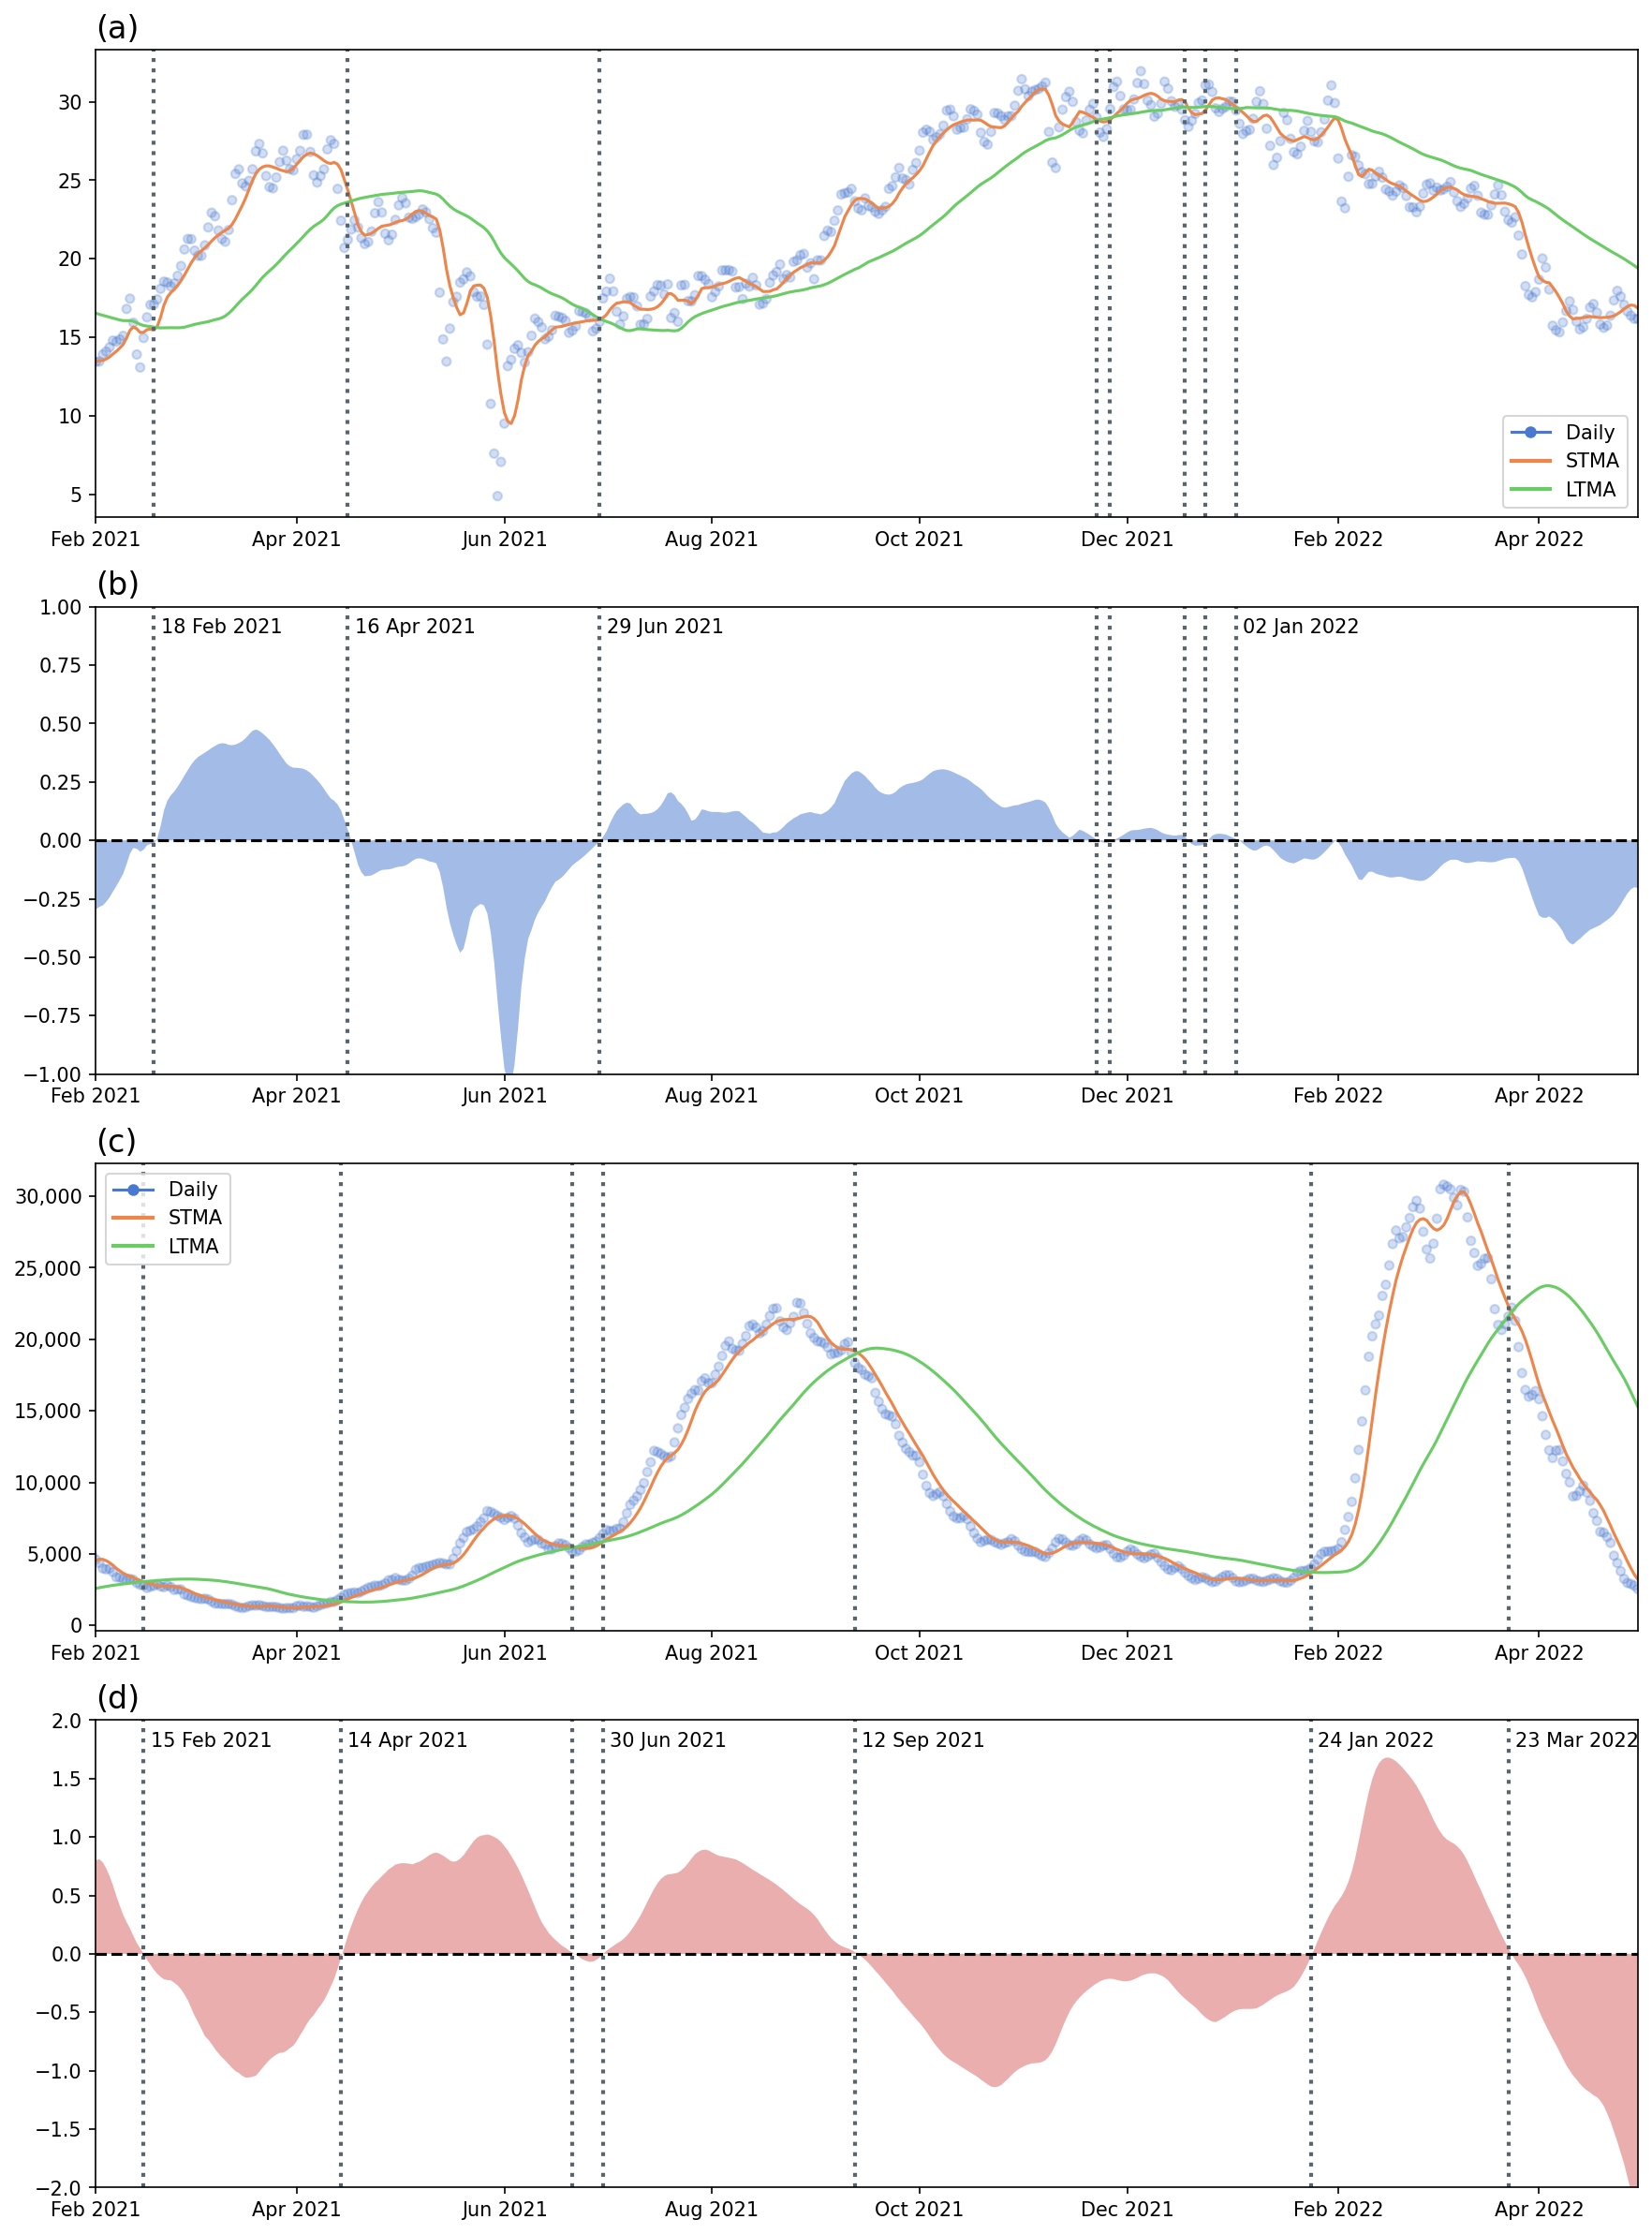 (a)
30
25
20
15
10
5
Daily
STMA
LTMA
Feb 2021 Apr 2021 Jun 2021 Aug 2021 Oct 2021 Dec 2021 Feb 2022 Apr 2022
(b)
1.00
18 Feb 2021 16 Apr 2021 29 Jun 2021 02 Jan 2022
0.75
0.50
0.25
0.00
−0.25
−0.50
−0.75
−1.00
Feb 2021 Apr 2021 Jun 2021 Aug 2021 Oct 2021 Dec 2021 Feb 2022 Apr 2022
(c)
Daily
STMA
LTMA
30,000
25,000
20,000
15,000
10,000
5,000
0
Feb 2021 Apr 2021 Jun 2021 Aug 2021 Oct 2021 Dec 2021 Feb 2022 Apr 2022
(d)
2.0
15 Feb 2021 14 Apr 2021 30 Jun 2021 12 Sep 2021 24 Jan 2022 23 Mar 2022
1.5
1.0
0.5
0.0
−0.5
−1.0
−1.5
−2.0
Feb 2021 Apr 2021 Jun 2021 Aug 2021 Oct 2021 Dec 2021 Feb 2022 Apr 2022